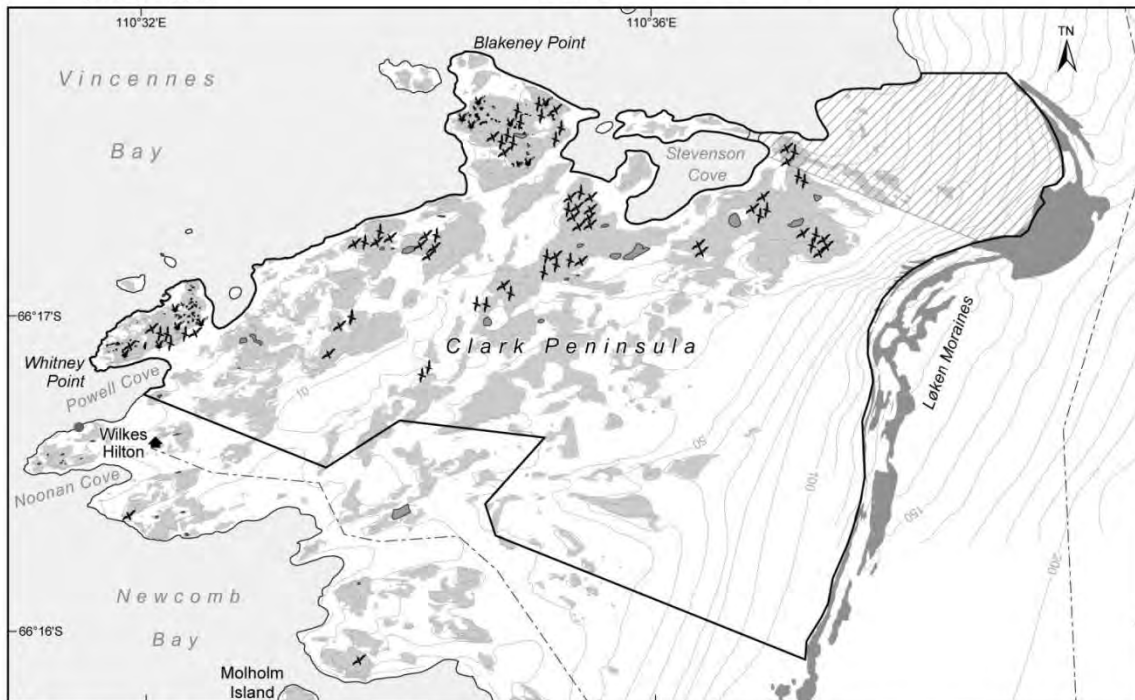 110°32'E
110°36'E
TN
Blakeney Point
Vincennes
Bay
Stevenson
Cove
66°17'S
Whitney
Point
Powell Cove
Clark Peninsula
Løken Moraines
10
50
100
150
200
Wilkes
Hilton
Noonan Cove
Newcomb
Bay
66°16'S
Molholm
Island